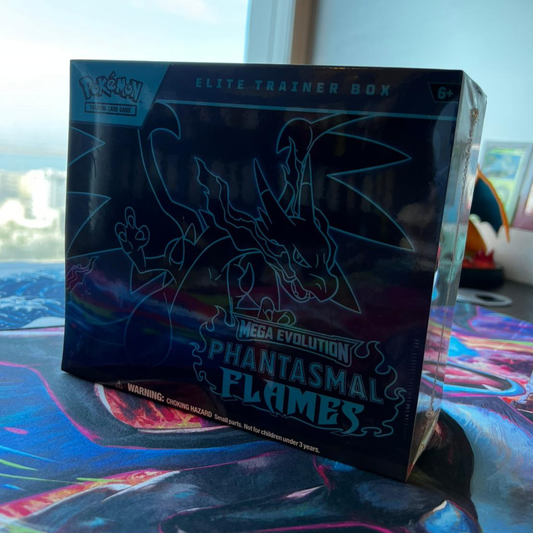 Pokémon
TRADING CARD GAME
ELITE TRAINER BOX
6+
MEGA EVOLUTION
PHANTASMAL
FLAMES
WARNING: CHOKING HAZARD Small parts. Not for children under 3 years.